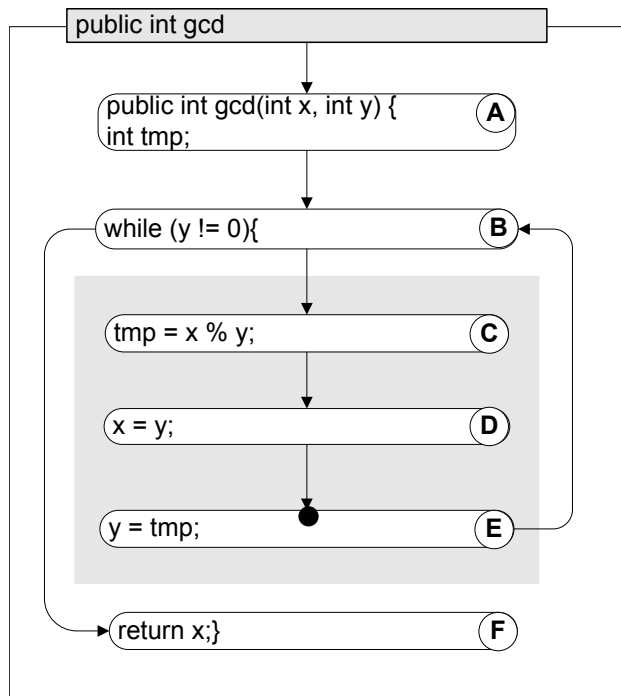 public int gcd
public int gcd(int x, int y) {
int tmp;
A
while (y != 0){
B
tmp = x % y;
C
x = y;
D
y = tmp;
E
return x;}
F